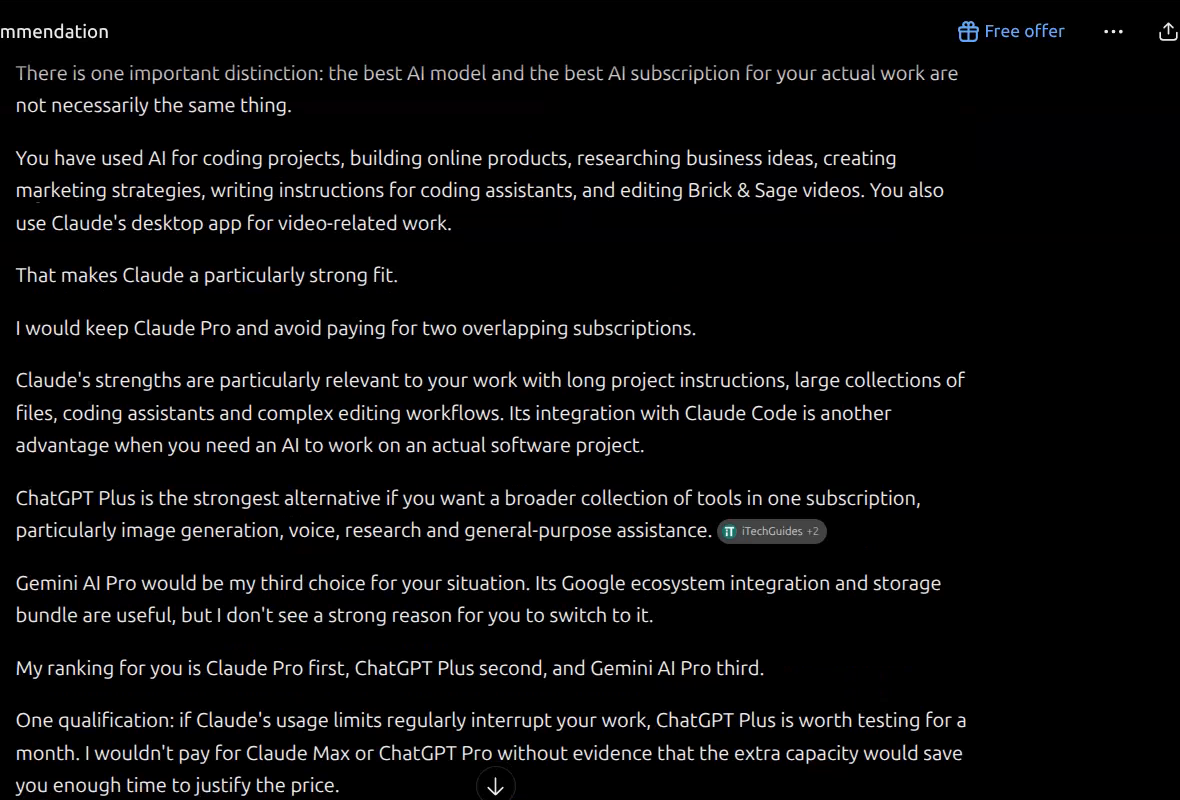 mmendation
Free offer
There is one important distinction: the best AI model and the best AI subscription for your actual work are
not necessarily the same thing.
You have used AI for coding projects, building online products, researching business ideas, creating
marketing strategies, writing instructions for coding assistants, and editing Brick & Sage videos. You also
use Claude's desktop app for video-related work.
That makes Claude a particularly strong fit.
I would keep Claude Pro and avoid paying for two overlapping subscriptions.
Claude's strengths are particularly relevant to your work with long project instructions, large collections of
files, coding assistants and complex editing workflows. Its integration with Claude Code is another
advantage when you need an AI to work on an actual software project.
ChatGPT Plus is the strongest alternative if you want a broader collection of tools in one subscription,
particularly image generation, voice, research and general-purpose assistance. iT iTechGuides +2
Gemini AI Pro would be my third choice for your situation. Its Google ecosystem integration and storage
bundle are useful, but I don't see a strong reason for you to switch to it.
My ranking for you is Claude Pro first, ChatGPT Plus second, and Gemini AI Pro third.
One qualification: if Claude's usage limits regularly interrupt your work, ChatGPT Plus is worth testing for a
month. I wouldn't pay for Claude Max or ChatGPT Pro without evidence that the extra capacity would save
you enough time to justify the price.